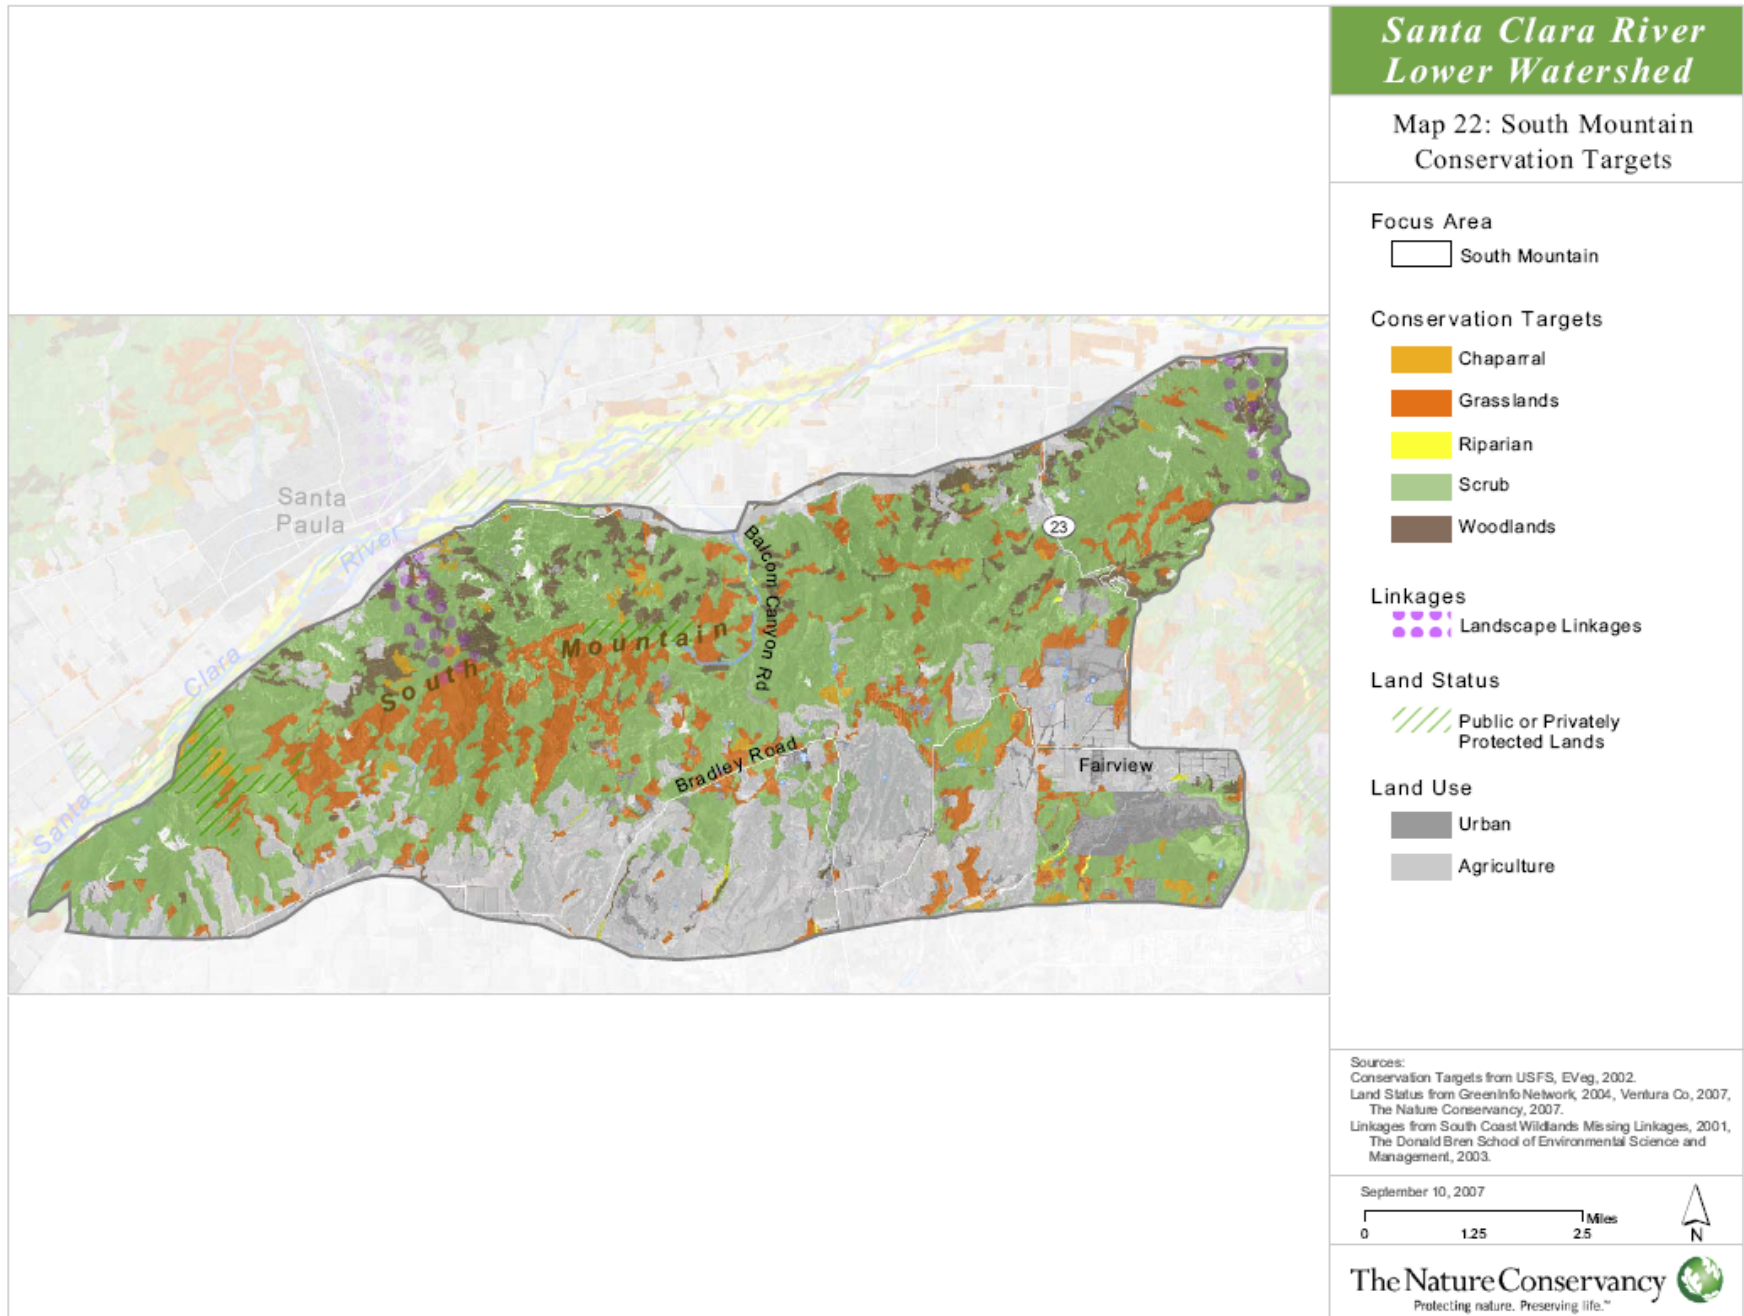 Santa Clara River
Lower Watershed
Map 22: South Mountain
Conservation Targets
Focus Area
South Mountain
Conservation Targets
Chaparral
Grasslands
Riparian
Scrub
Woodlands
Linkages
Landscape Linkages
Land Status
Public or Privately
Protected Lands
Land Use
Urban
Agriculture
Santa
Paula
Santa Clara River
South Mountain
Balcom Canyon Rd
23
Bradley Road
Fairview
Sources:
Conservation Targets from USFS, EVeg, 2002.
Land Status from GreenInfo Network, 2004, Ventura Co, 2007,
The Nature Conservancy, 2007.
Linkages from South Coast Wildlands Missing Linkages, 2001,
The Donald Bren School of Environmental Science and
Management, 2003.
September 10, 2007
Miles
0 1.25 2.5
N
The Nature Conservancy
Protecting nature. Preserving life.™